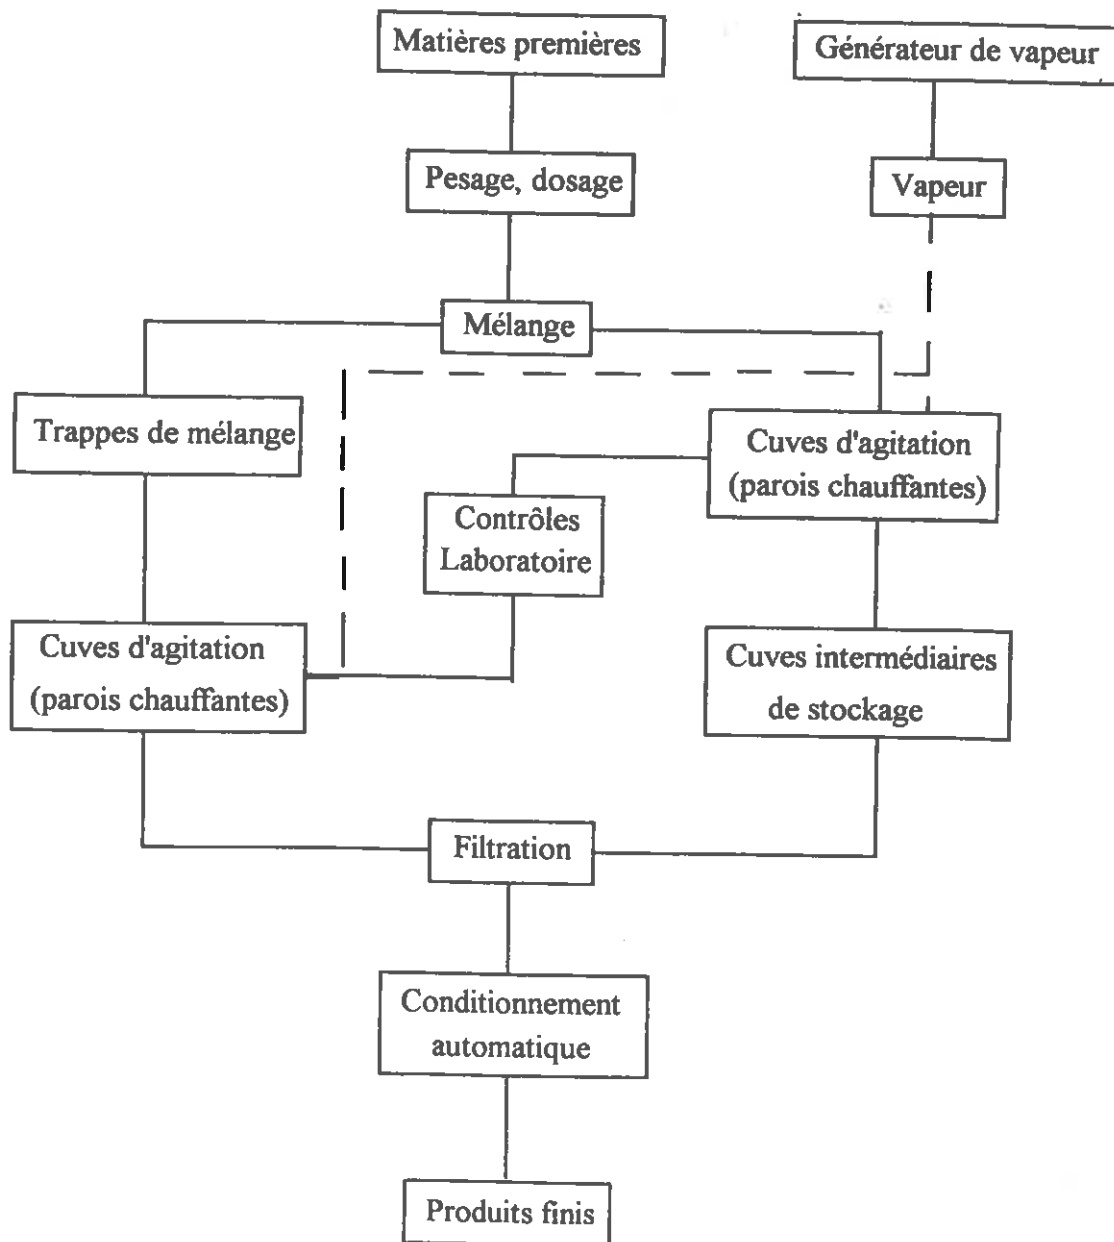 Matières premières
Générateur de vapeur
Pesage, dosage
Vapeur
Mélange
Trappes de mélange
Cuves d'agitation
(parois chauffantes)
Contrôles
Laboratoire
Cuves d'agitation
(parois chauffantes)
Cuves intermédiaires
de stockage
Filtration
Conditionnement
automatique
Produits finis